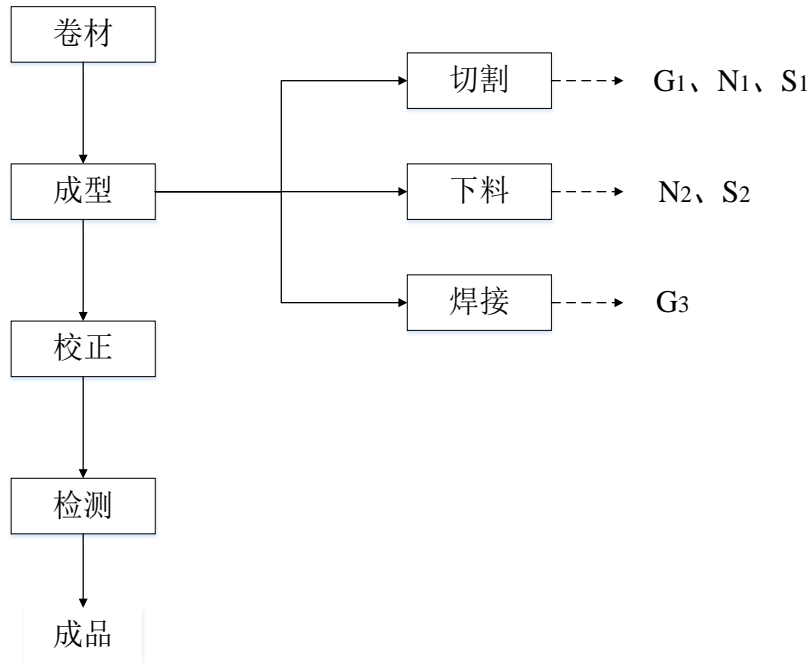 卷材
切割
G1、N1、S1
成型
下料
N2、S2
焊接
G3
校正
检测
成品